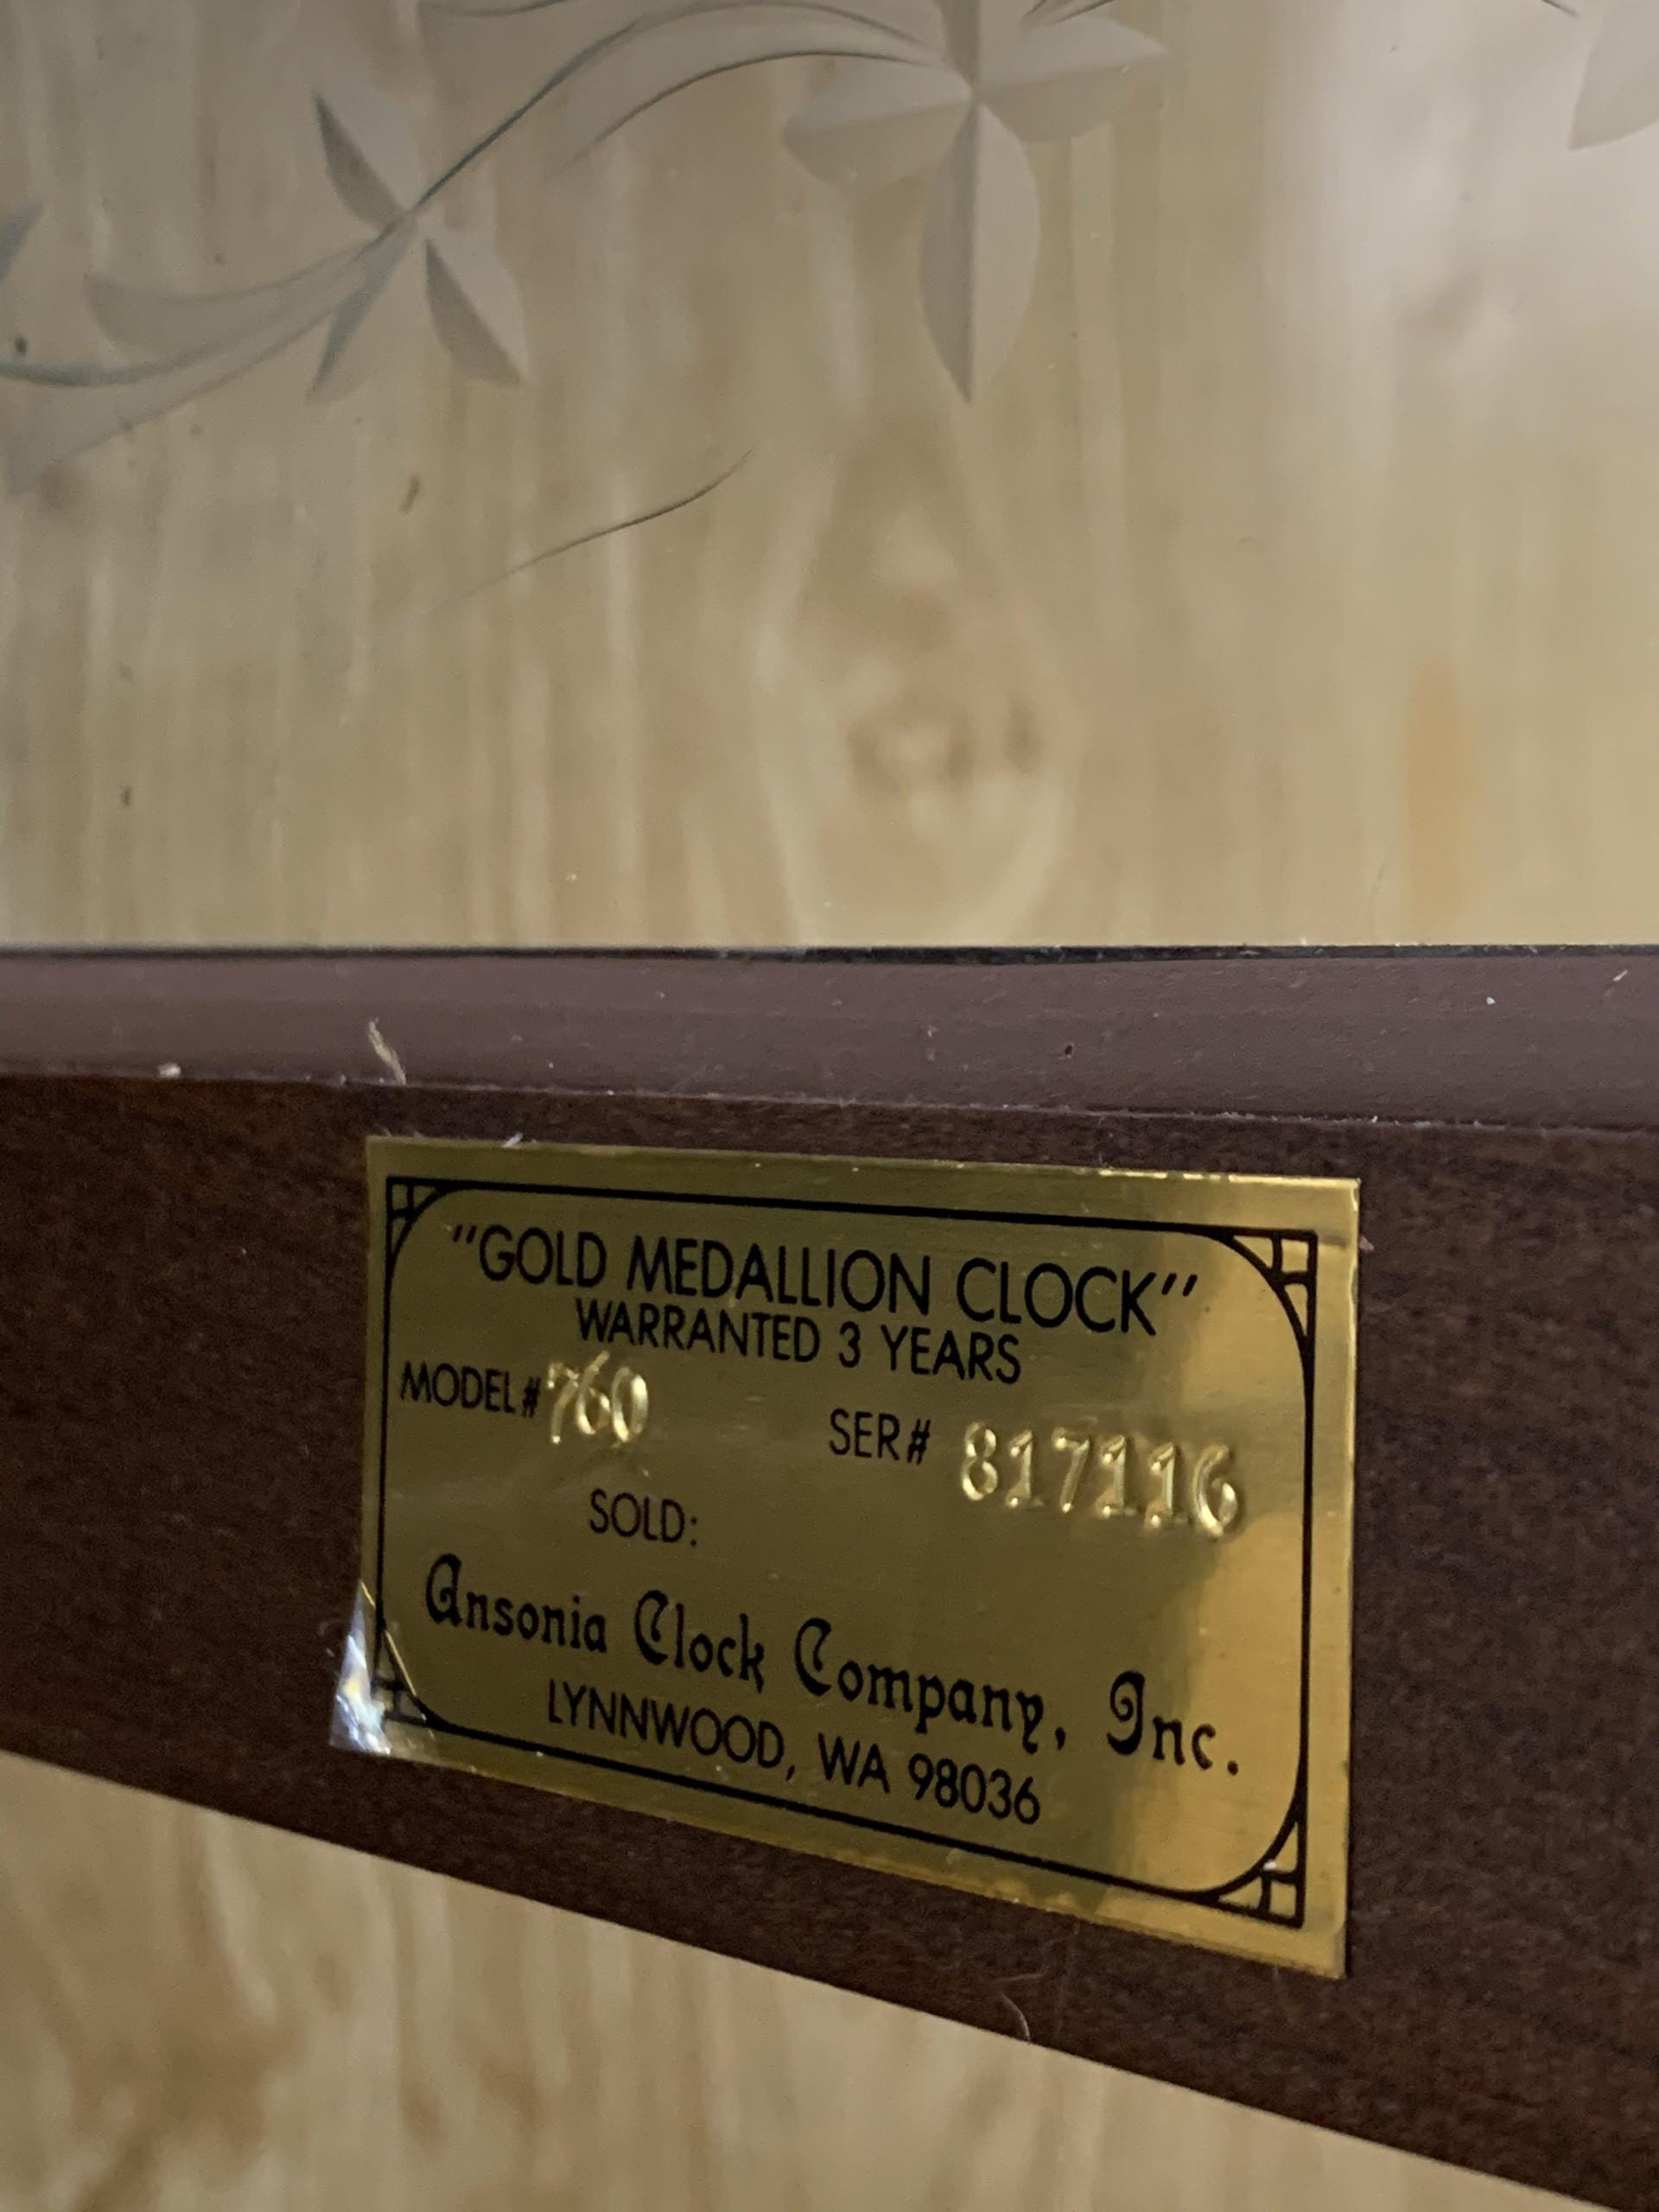 "GOLD MEDALLION CLOCK"
WARRANTED 3 YEARS
MODEL# 760 SER# 817116
SOLD:
Ansonia Clock Company, Inc.
LYNNWOOD, WA 98036